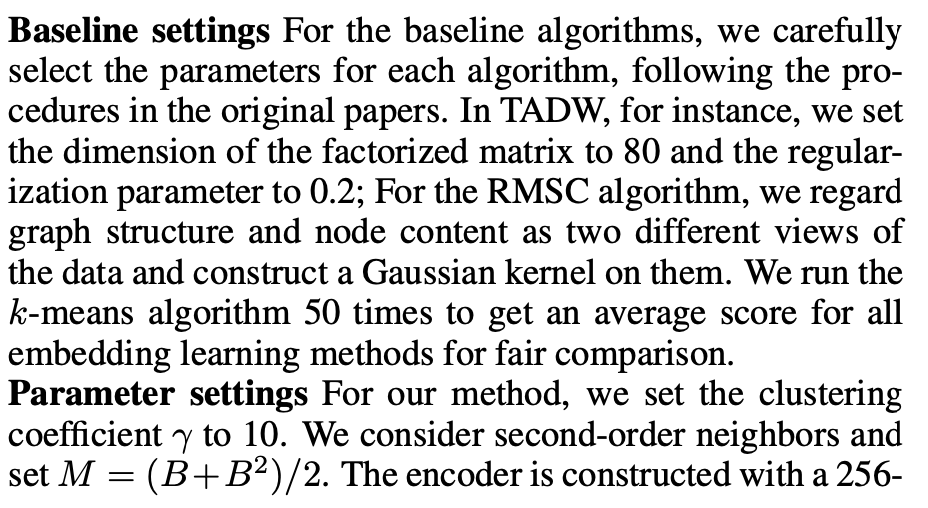 Baseline settings For the baseline algorithms, we carefully
select the parameters for each algorithm, following the pro-
cedures in the original papers. In TADW, for instance, we set
the dimension of the factorized matrix to 80 and the regular-
ization parameter to 0.2; For the RMSC algorithm, we regard
graph structure and node content as two different views of
the data and construct a Gaussian kernel on them. We run the
k-means algorithm 50 times to get an average score for all
embedding learning methods for fair comparison.
Parameter settings For our method, we set the clustering
coefficient γ to 10. We consider second-order neighbors and
set M = (B+B²)/2. The encoder is constructed with a 256-